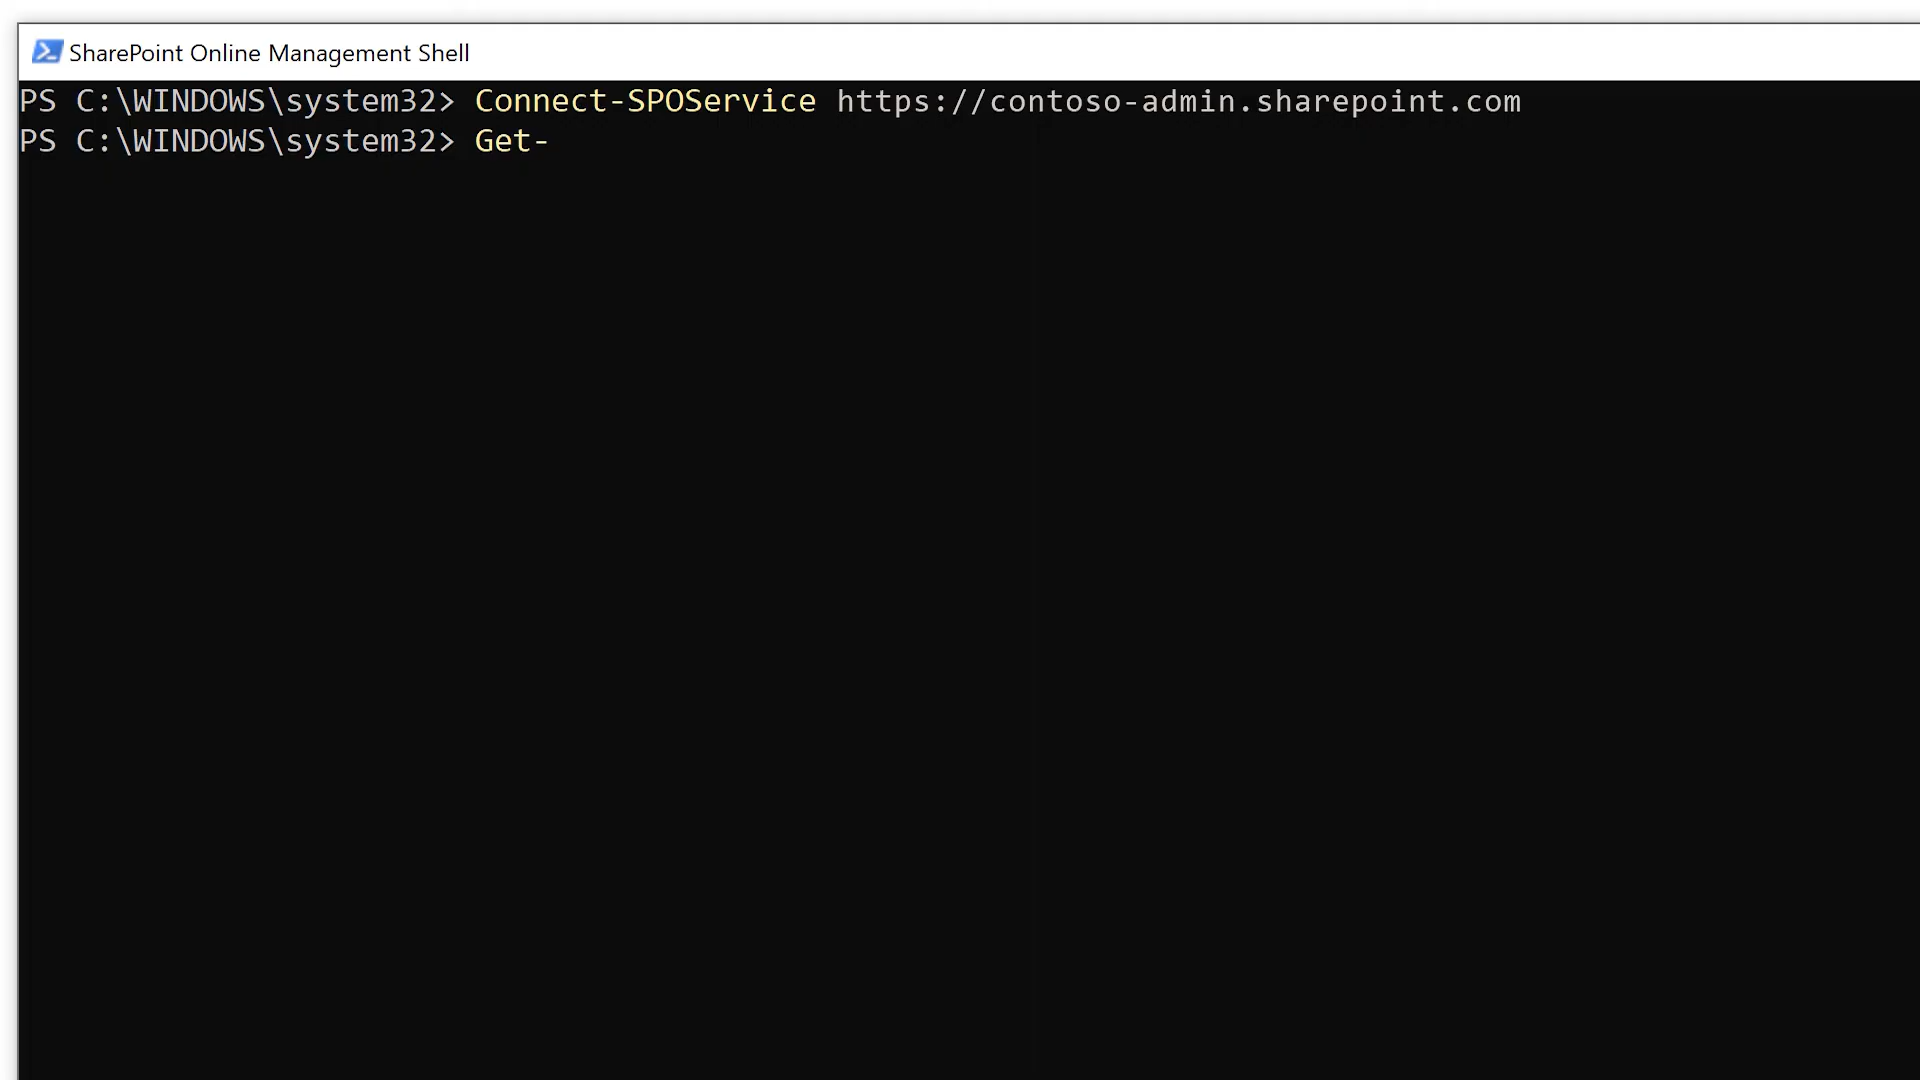 SharePoint Online Management Shell
PS C:\WINDOWS\system32> Connect-SPOService https://contoso-admin.sharepoint.com
PS C:\WINDOWS\system32> Get-